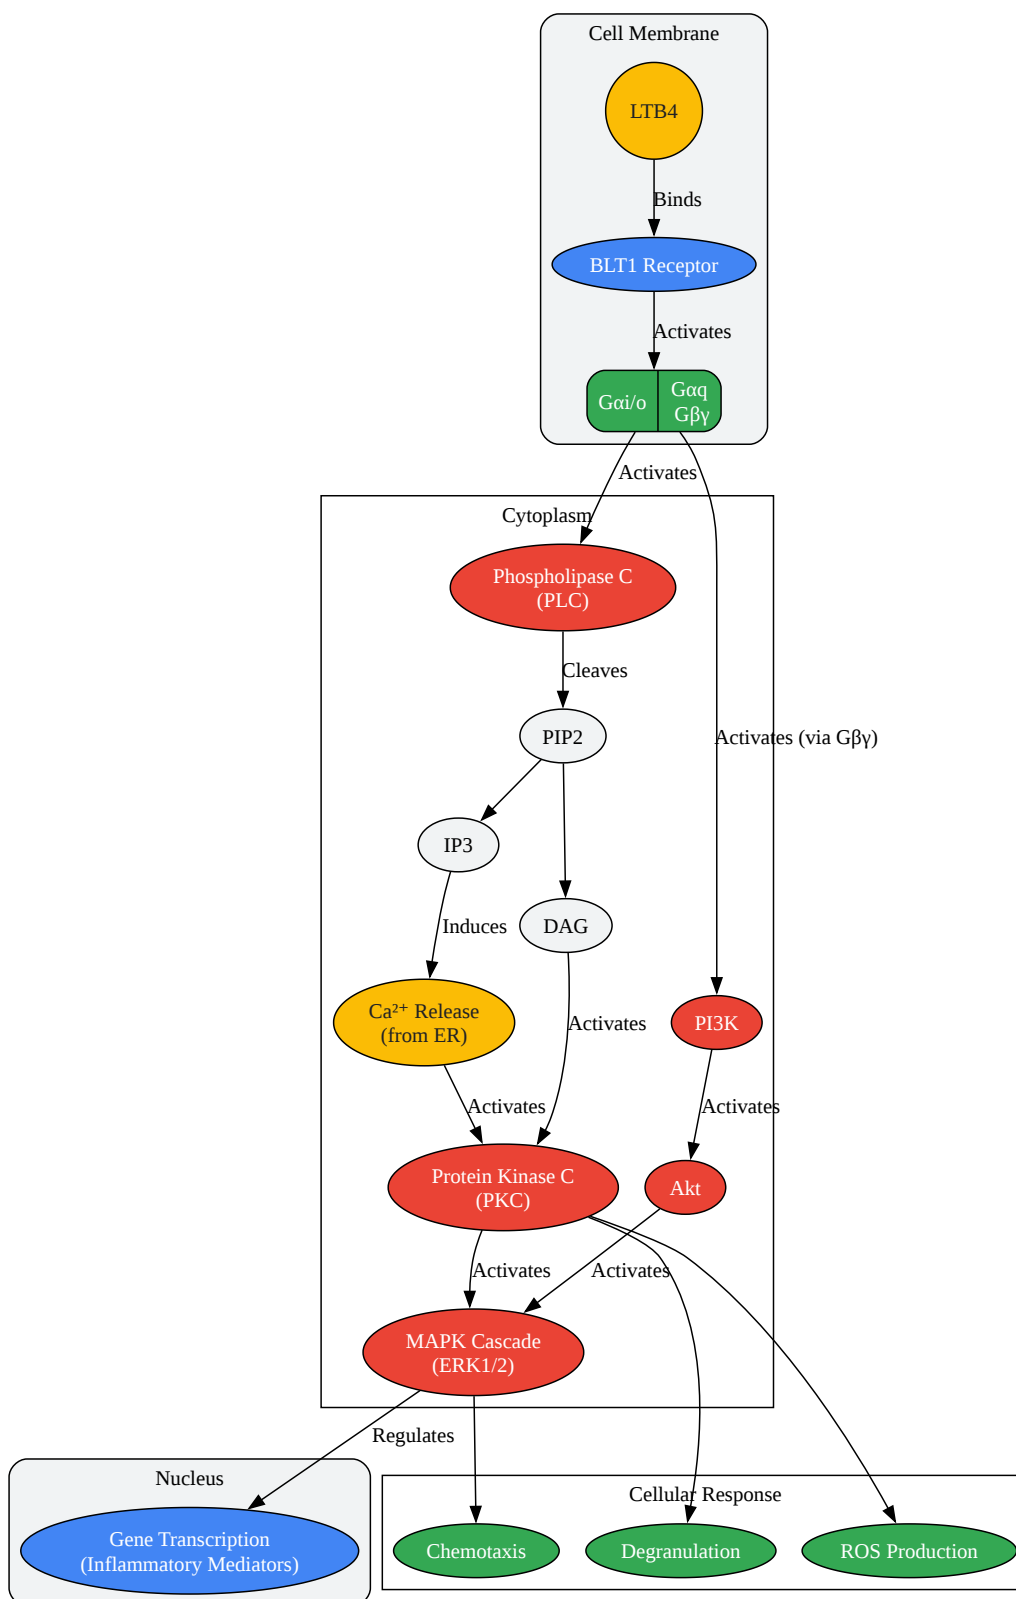 Cell Membrane
LTB4
Binds
BLT1 Receptor
Activates
Gαi/o
Gαq
Gβγ
Activates
Cytoplasm
Phospholipase C
(PLC)
Cleaves
PIP2
Activates (via Gβγ)
IP3
DAG
Induces
Ca²⁺ Release
(from ER)
Activates
PI3K
Activates
Activates
Protein Kinase C
(PKC)
Akt
Activates
Activates
MAPK Cascade
(ERK1/2)
Regulates
Nucleus
Gene Transcription
(Inflammatory Mediators)
Cellular Response
Chemotaxis
Degranulation
ROS Production